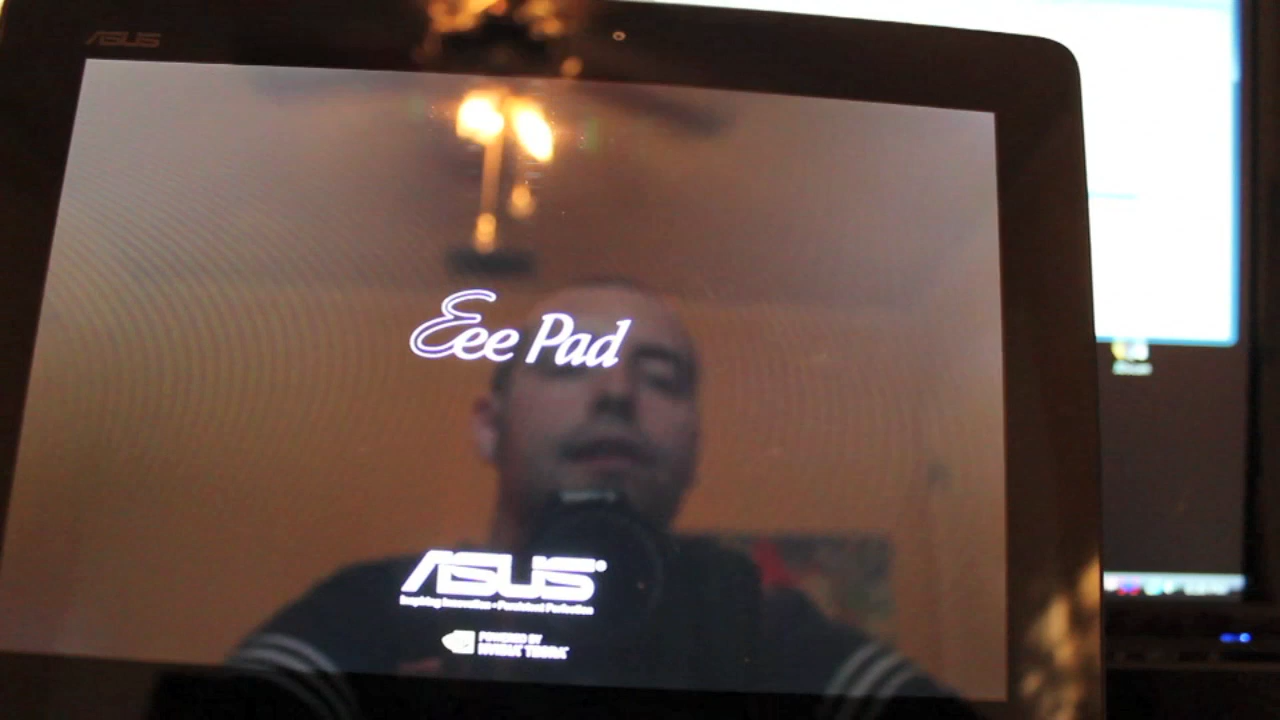 ASUS
Eee Pad
ASUS®
Inspiring Innovation • Persistent Perfection
POWERED BY
NVIDIA TEGRA